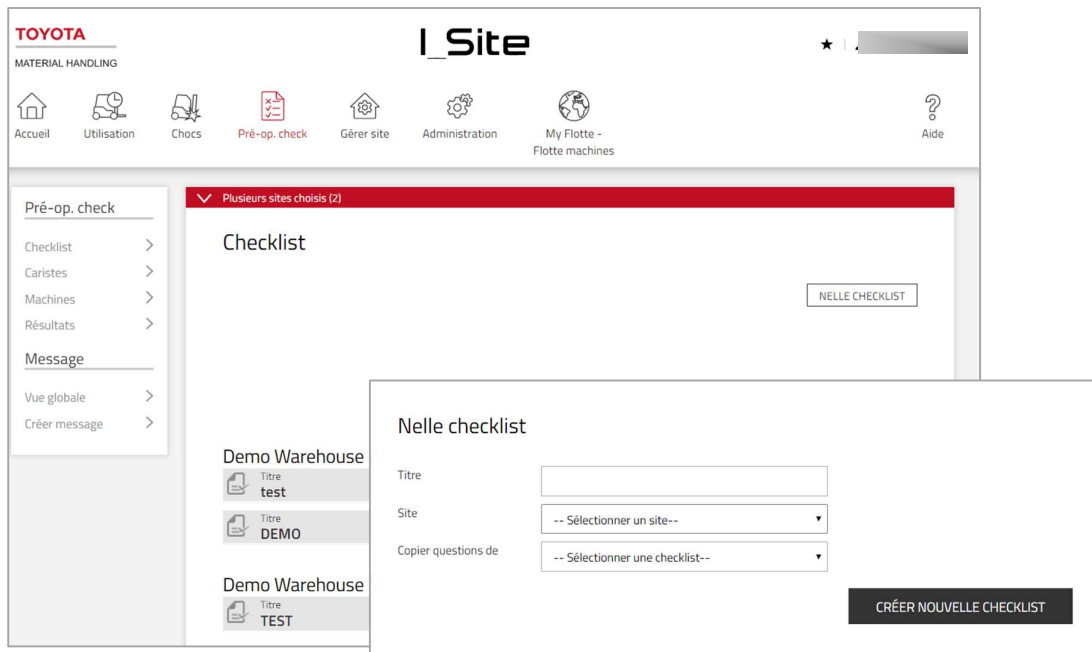 TOYOTA
MATERIAL HANDLING
I_Site
Accueil
Utilisation
Chocs
Pré-op. check
Gérer site
Administration
My Flotte -
Flotte machines
Aide
Pré-op. check
Checklist
Caristes
Machines
Résultats
Message
Vue globale
Créer message
Plusieurs sites choisis (2)
Checklist
NELLE CHECKLIST
Demo Warehouse
Titre
test
Titre
DEMO
Demo Warehouse
Titre
TEST
Nelle checklist
Titre
Site
-- Sélectionner un site--
Copier questions de
-- Sélectionner une checklist--
CRÉER NOUVELLE CHECKLIST